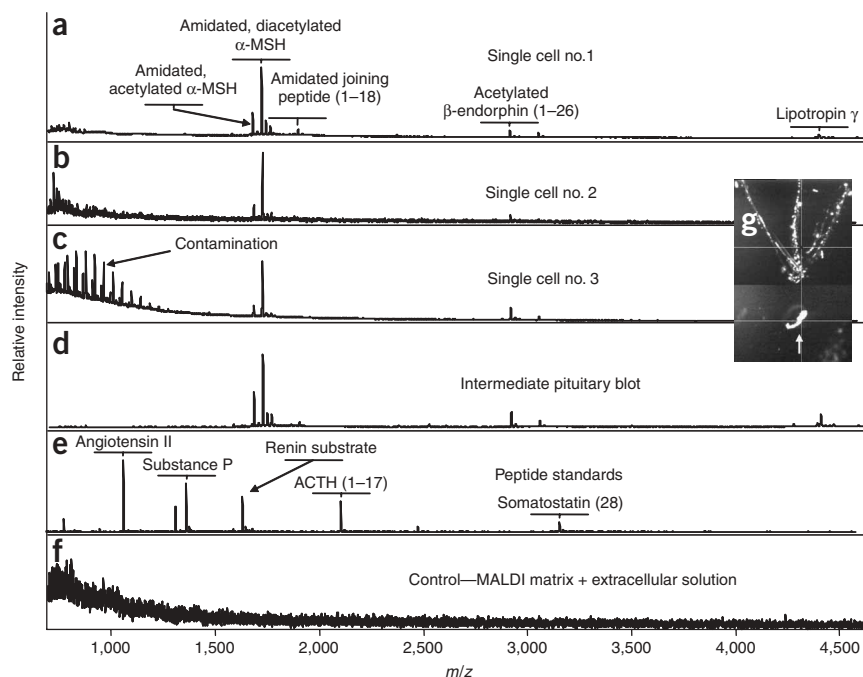 a
Amidated, diacetylated
α-MSH
Single cell no.1
Amidated,
acetylated α-MSH
Amidated joining
peptide (1–18)
Acetylated
β-endorphin (1–26)
Lipotropin γ
b
Single cell no. 2
c
Contamination
Single cell no. 3
g
d
Intermediate pituitary blot
e
Angiotensin II
Substance P
Renin substrate
ACTH (1–17)
Peptide standards
Somatostatin (28)
f
Control—MALDI matrix + extracellular solution
Relative intensity
1,000 1,500 2,000 2,500 3,000 3,500 4,000 4,500
m/z